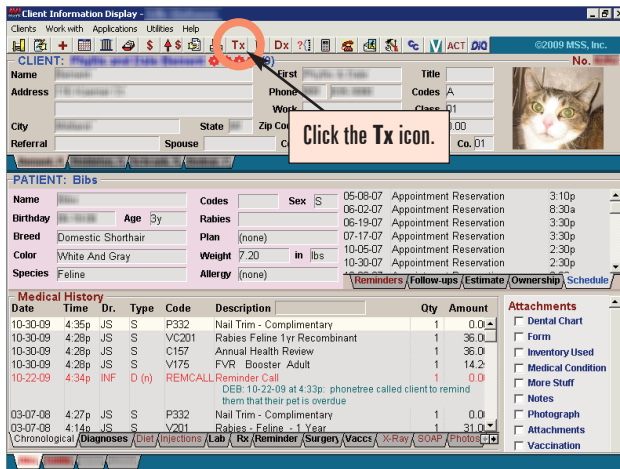 Client Information Display -
Clients Work with Applications Utilities Help
Tx Dx ?{} ACT DIA ©2009 MSS, Inc.
CLIENT: No.
Name First Title
Address Phone Codes A
Work Class 01
City State Zip 0.00
Referral Spouse Co. 01
Click the Tx icon.
PATIENT: Bibs
Name Codes Sex S
Birthday Age 3y Rabies
Breed Domestic Shorthair Plan (none)
Color White And Gray Weight 7.20 in lbs
Species Feline Allergy (none)
05-08-07 Appointment Reservation 3:10p
06-02-07 Appointment Reservation 8:30a
06-19-07 Appointment Reservation 3:30p
07-17-07 Appointment Reservation 3:30p
10-05-07 Appointment Reservation 2:30p
10-30-07 Appointment Reservation 2:30p
Reminders Follow-ups Estimate Ownership Schedule
Medical History
Date Time Dr. Type Code Description Qty Amount
10-30-09 4:35p JS S P332 Nail Trim - Complimentary 1 0.0
10-30-09 4:28p JS S VC201 Rabies Feline 1yr Recombinant 1 36.0
10-30-09 4:28p JS S C157 Annual Health Review 1 36.0
10-30-09 4:28p JS S V175 FVR Booster Adult 1 14.2
10-22-09 4:34p INF D (n) REMCALL Reminder Call 1 0.0
DEB: 10-22-09 at 4:33p: phonetree called client to remind
them that their pet is overdue
03-07-08 4:27p JS S P332 Nail Trim - Complimentary 1 0.0
03-07-08 4:14p JS S V201 Rabies - Feline - 1 Year 1 31.0
Chronological Diagnoses Diet Injections Lab Rx Reminder Surgery Vaccs X-Ray SOAP Photos
Attachments
Dental Chart
Form
Inventory Used
Medical Condition
More Stuff
Notes
Photograph
Attachments
Vaccination